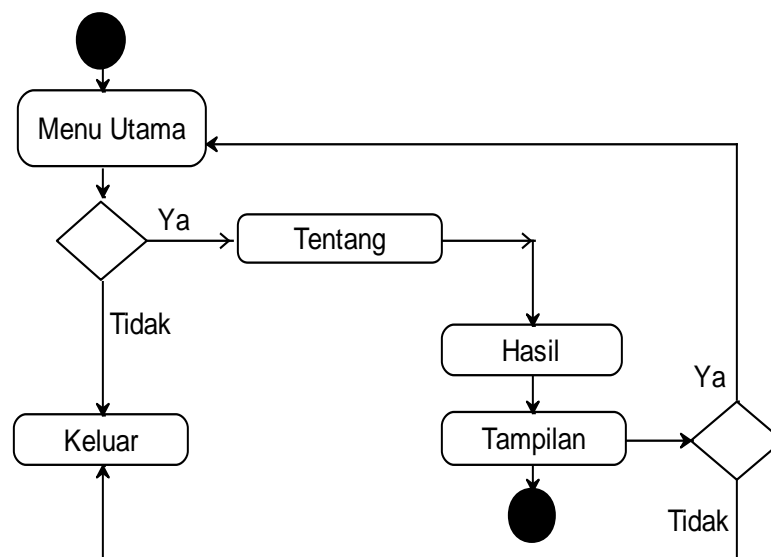 Menu Utama
Ya
Tentang
Tidak
Hasil
Ya
Keluar
Tampilan
Tidak